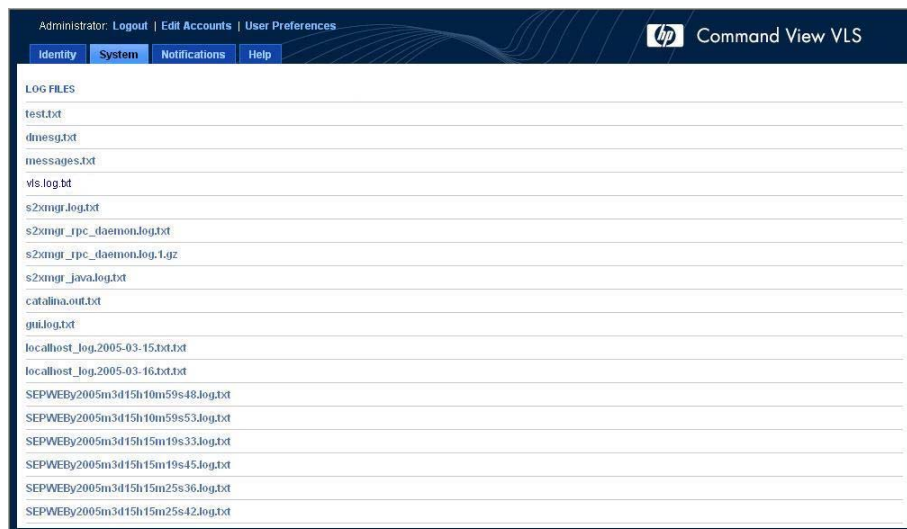 Administrator: Logout | Edit Accounts | User Preferences
hp Command View VLS
Identity System Notifications Help
LOG FILES
test.txt
dmesg.txt
messages.txt
vls.log.txt
s2xmgr.log.txt
s2xmgr_rpc_daemon.log.txt
s2xmgr_rpc_daemon.log.1.gz
s2xmgr_java.log.txt
catalina.out.txt
gui.log.txt
localhost_log.2005-03-15.txt.txt
localhost_log.2005-03-16.txt.txt
SEPWEBy2005m3d15h10m59s48.log.txt
SEPWEBy2005m3d15h10m59s53.log.txt
SEPWEBy2005m3d15h15m19s33.log.txt
SEPWEBy2005m3d15h15m19s45.log.txt
SEPWEBy2005m3d15h15m25s36.log.txt
SEPWEBy2005m3d15h15m25s42.log.txt